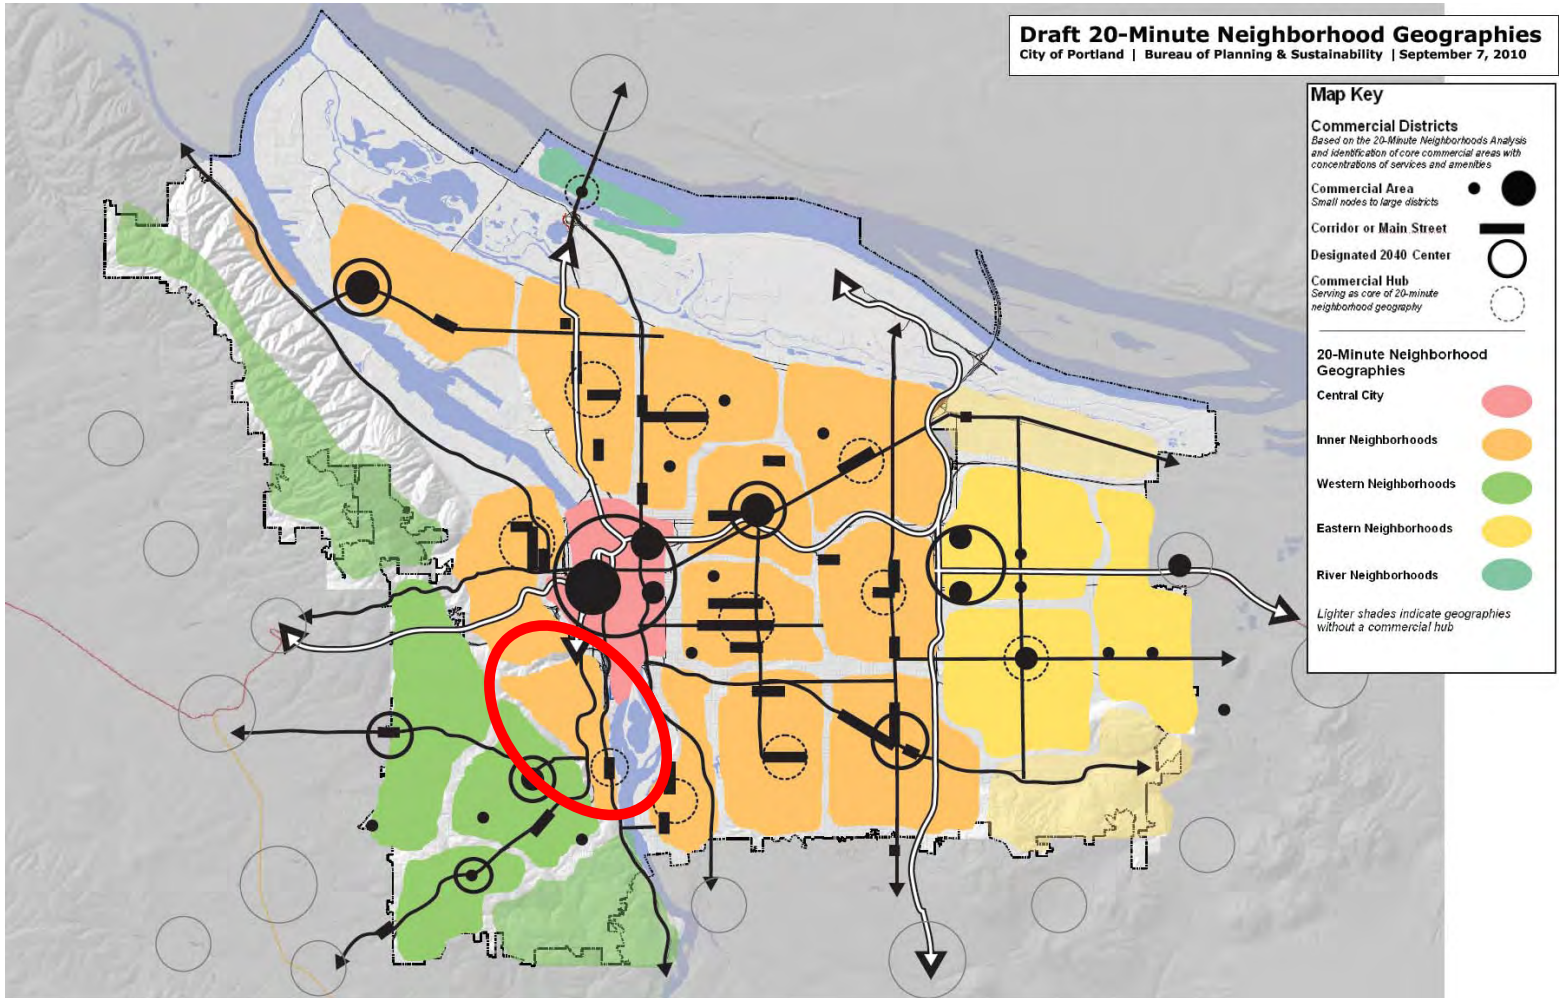 Draft 20-Minute Neighborhood Geographies
City of Portland | Bureau of Planning & Sustainability | September 7, 2010
Map Key
Commercial Districts
Based on the 20-Minute Neighborhoods Analysis
and identification of core commercial areas with
concentrations of services and amenities
Commercial Area
Small nodes to large districts
Corridor or Main Street
Designated 2040 Center
Commercial Hub
Serving as core of 20-minute
neighborhood geography
20-Minute Neighborhood
Geographies
Central City
Inner Neighborhoods
Western Neighborhoods
Eastern Neighborhoods
River Neighborhoods
Lighter shades indicate geographies
without a commercial hub